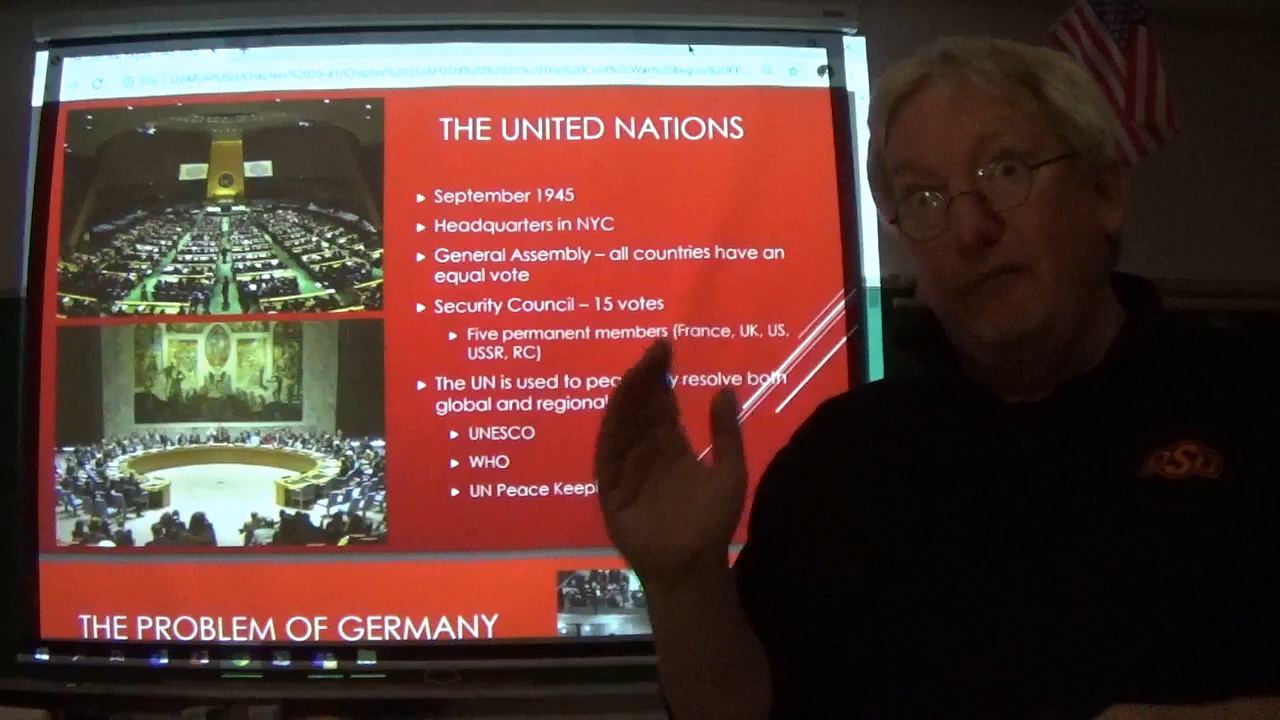 THE UNITED NATIONS
▸ September 1945
▸ Headquarters in NYC
▸ General Assembly – all countries have an
equal vote
▸ Security Council – 15 votes
▸ Five permanent members (France, UK, US,
USSR, RC)
▸ The UN is used to resolve both
global and regional
▸ UNESCO
▸ WHO
▸ UN Peace
THE PROBLEM OF GERMANY
OSU